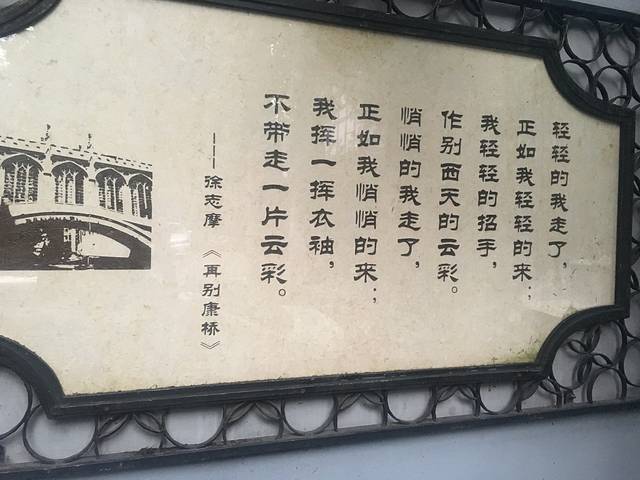 轻轻的我走了，
正如我轻轻的来；
我轻轻的招手，
作别西天的云彩。
悄悄的我走了，
正如我悄悄的来；
我挥一挥衣袖，
不带走一片云彩。
——徐志摩《再别康桥》